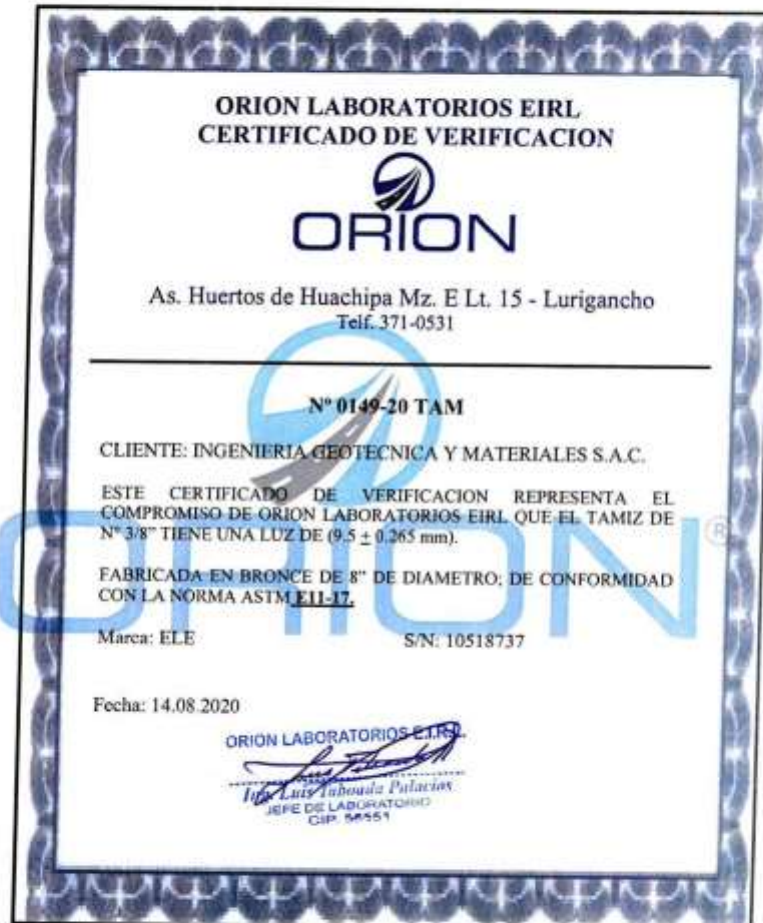 ORION LABORATORIOS EIRL
CERTIFICADO DE VERIFICACION
ORION
As. Huertos de Huachipa Mz. E Lt. 15 - Lurigancho
Telf. 371-0531
Nº 0149-20 TAM
CLIENTE: INGENIERIA GEOTECNICA Y MATERIALES S.A.C.
ESTE CERTIFICADO DE VERIFICACION REPRESENTA EL
COMPROMISO DE ORION LABORATORIOS EIRL QUE EL TAMIZ DE
Nº 3/8” TIENE UNA LUZ DE (9.5 ± 0.265 mm).
FABRICADA EN BRONCE DE 8” DE DIAMETRO; DE CONFORMIDAD
CON LA NORMA ASTM E11-17.
ORION ®
Marca: ELE S/N: 10518737
Fecha: 14.08.2020
ORION LABORATORIOS E.I.R.L.
Ing. Luis Taboada Palacios
JEFE DE LABORATORIO
CIP. 56551